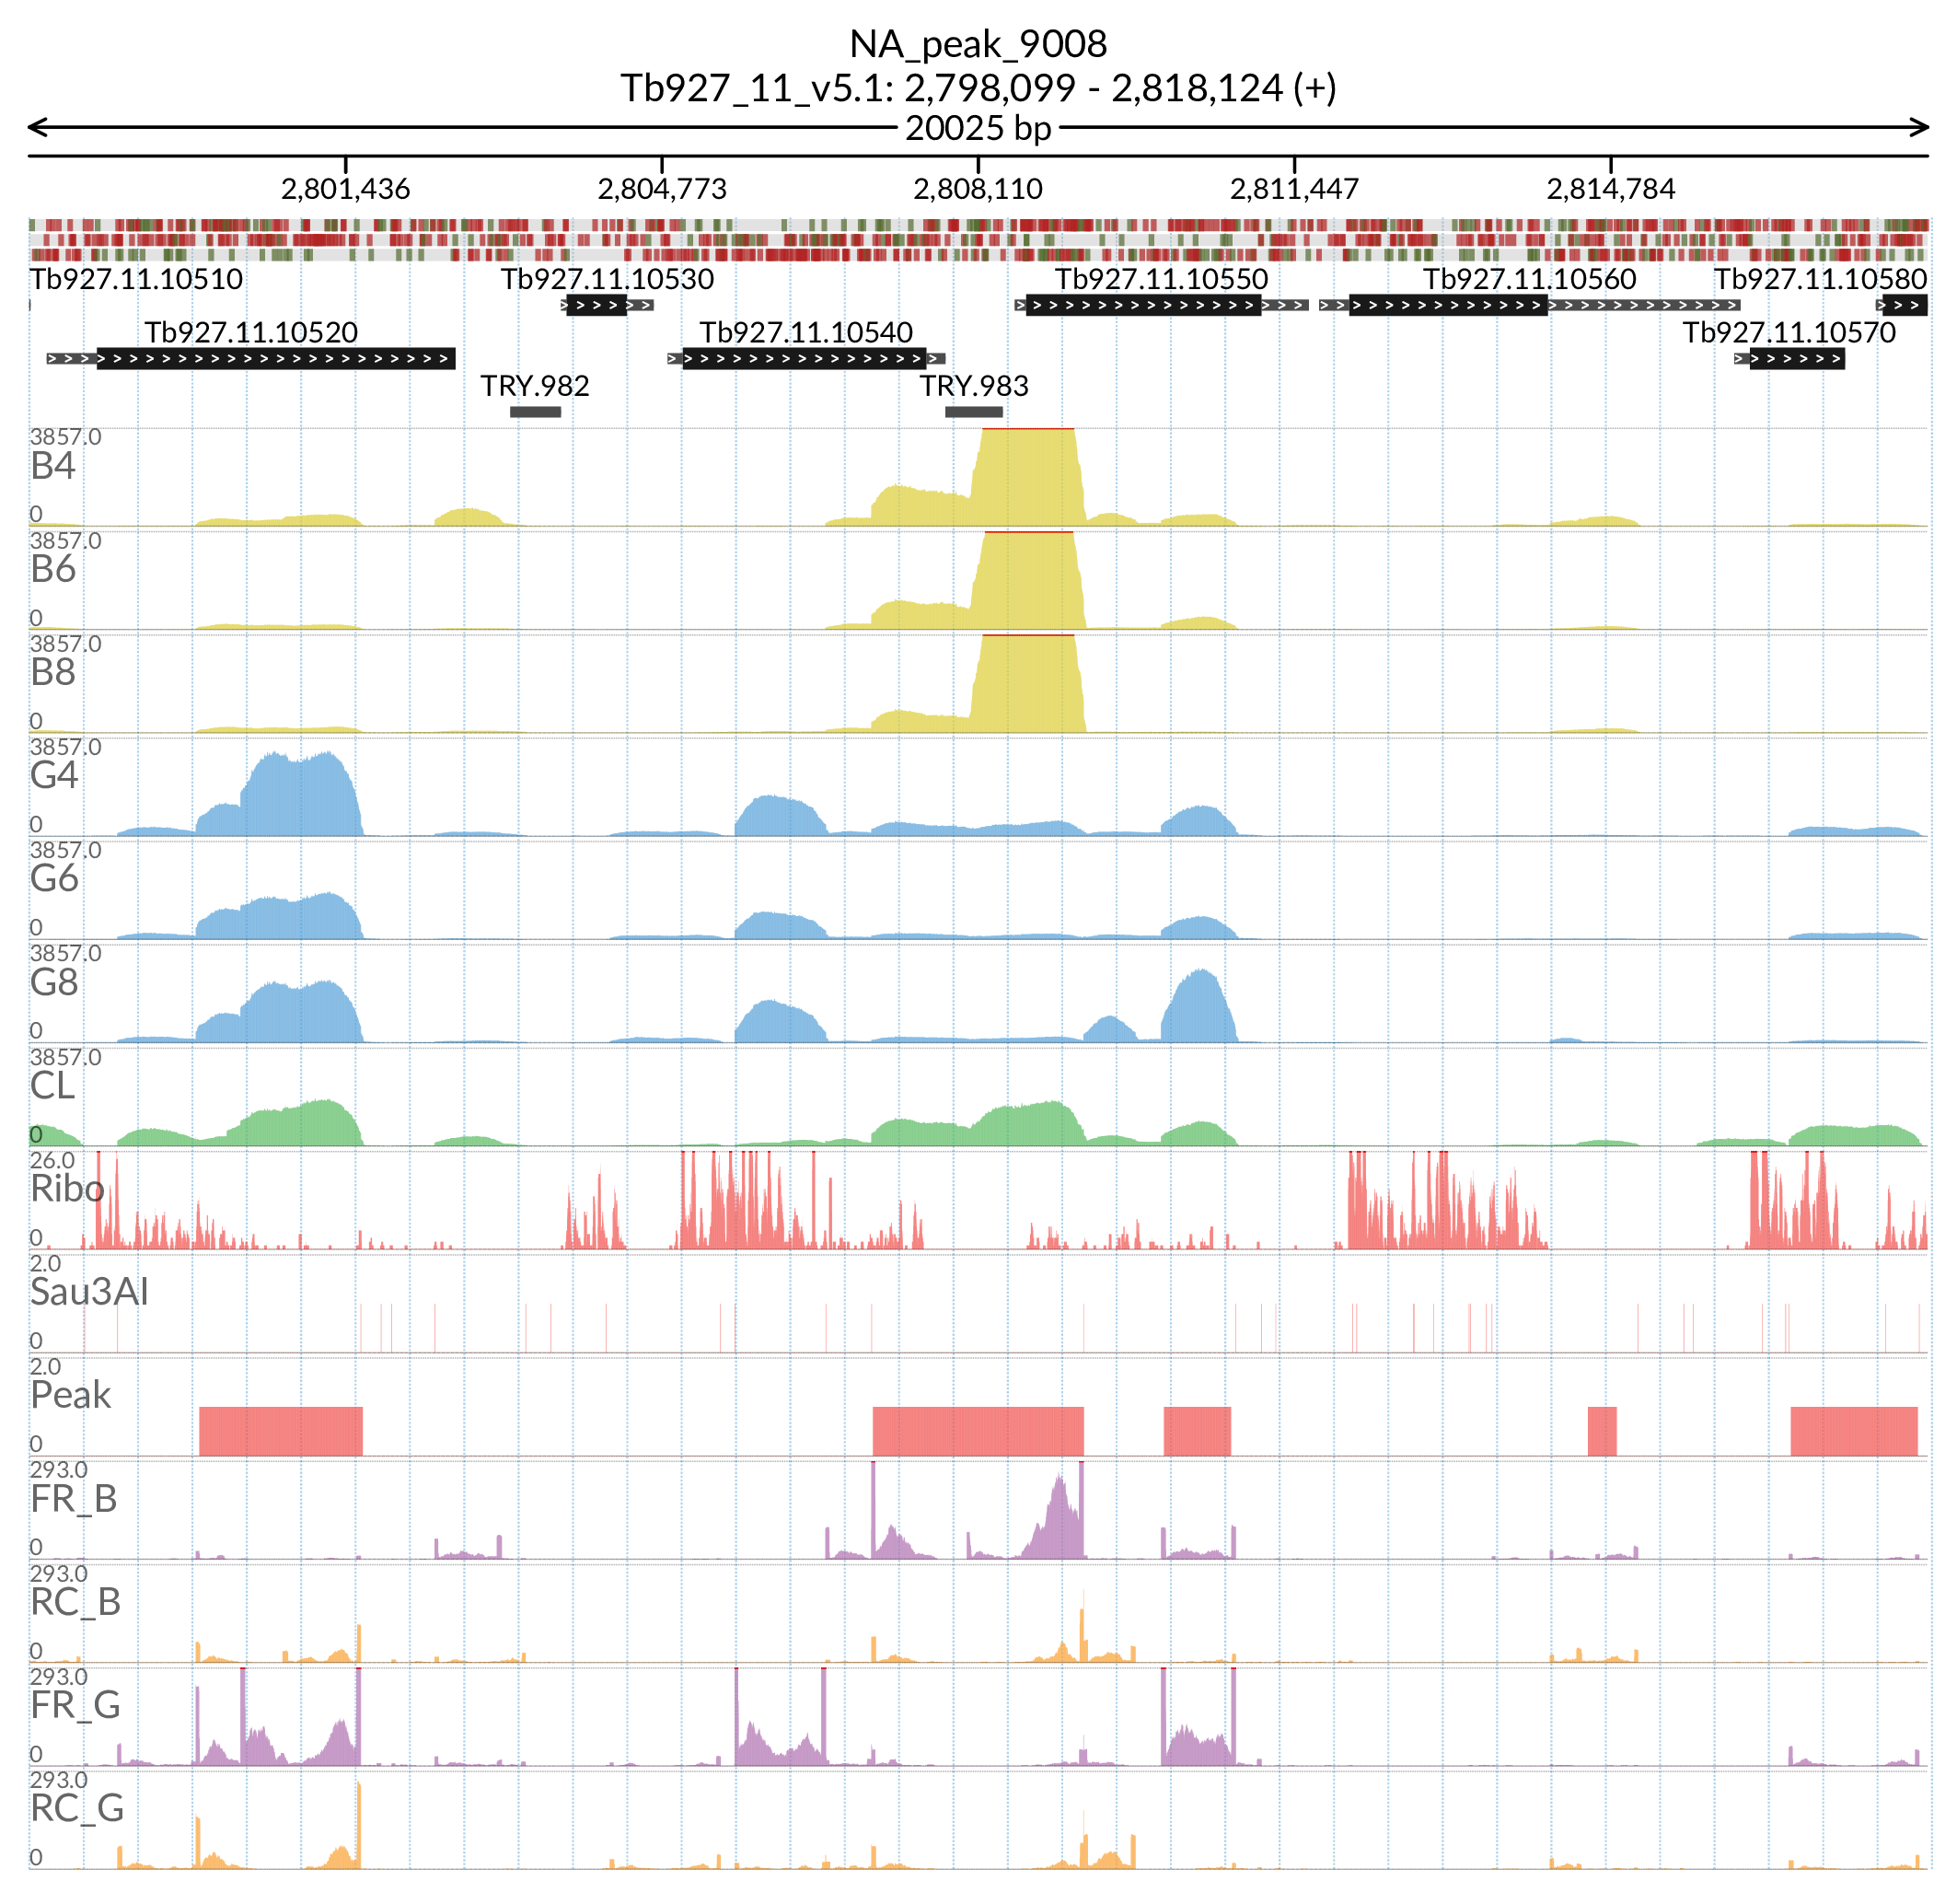 NA_peak_9008
Tb927_11_v5.1: 2,798,099 - 2,818,124 (+)
20025 bp
2,801,436 2,804,773 2,808,110 2,811,447 2,814,784
Tb927.11.10510 Tb927.11.10530 Tb927.11.10550 Tb927.11.10560 Tb927.11.10580
Tb927.11.10520 Tb927.11.10540 Tb927.11.10570
TRY.982 TRY.983
3857.0
B4
0
3857.0
B6
0
3857.0
B8
0
3857.0
G4
0
3857.0
G6
0
3857.0
G8
0
3857.0
CL
0
26.0
Ribo
0
2.0
Sau3AI
0
2.0
Peak
0
293.0
FR_B
0
293.0
RC_B
0
293.0
FR_G
0
293.0
RC_G
0